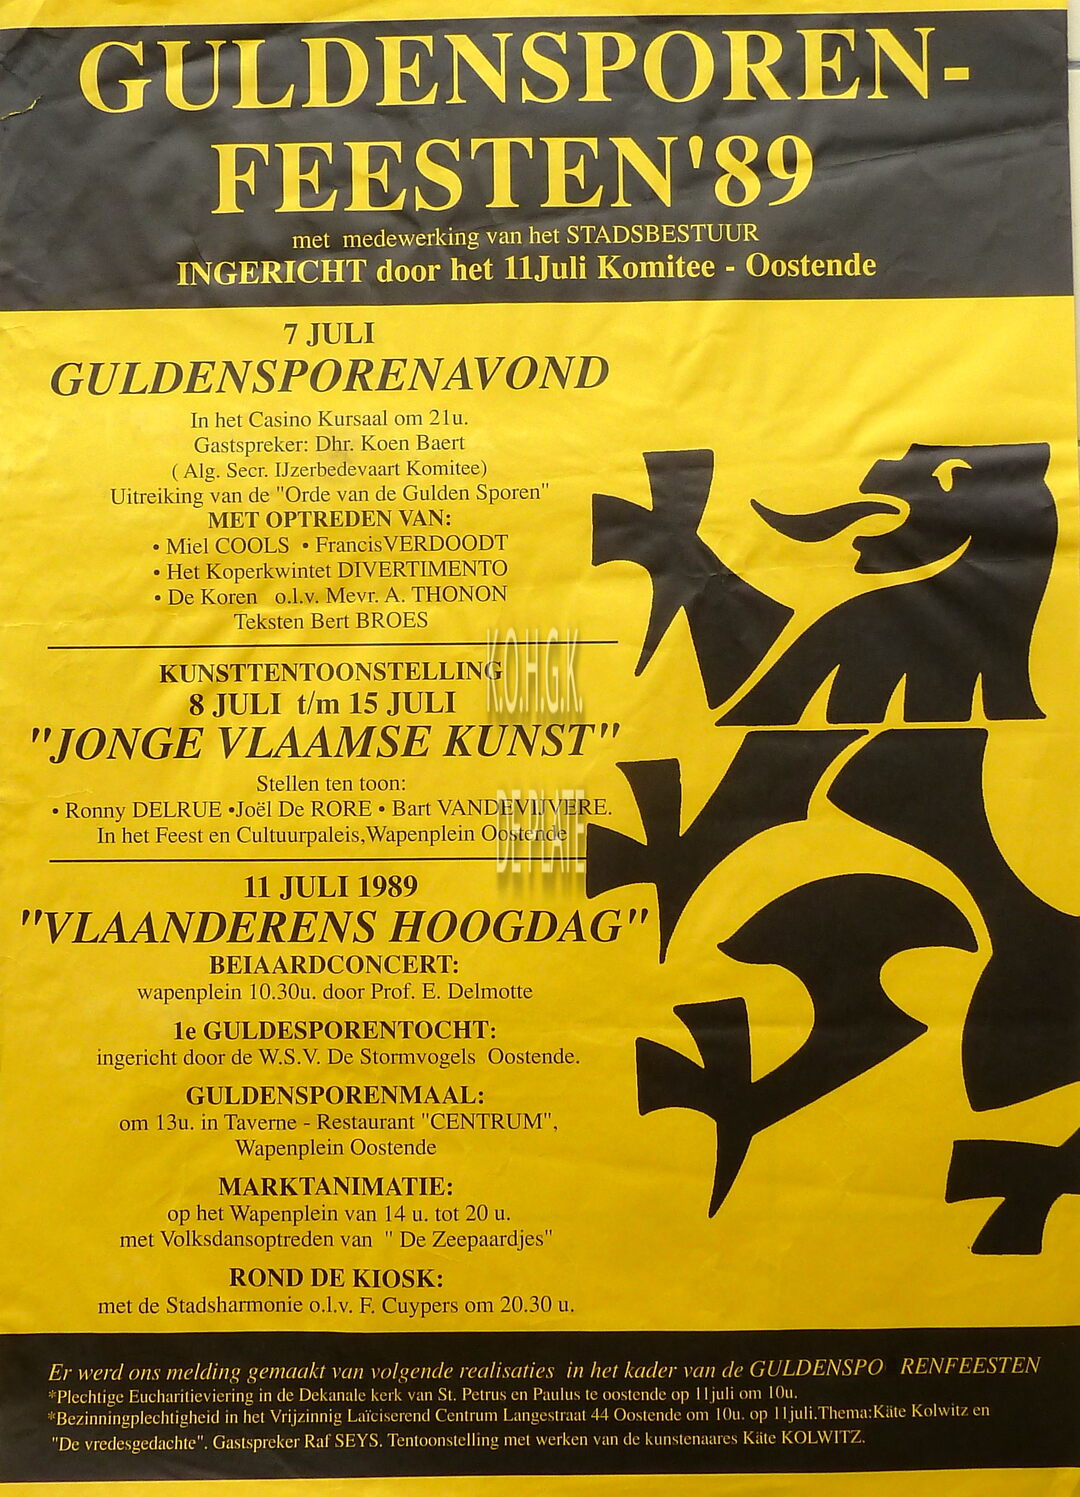 GULDENSPOREN-
FEESTEN'89
met medewerking van het STADSBESTUUR
INGERICHT door het 11Juli Komitee - Oostende
7 JULI
GULDENSPORENAVOND
In het Casino Kursaal om 21u.
Gastspreker: Dhr. Koen Baert
( Alg. Secr. IJzerbedevaart Komitee)
Uitreiking van de "Orde van de Gulden Sporen"
MET OPTREDEN VAN:
• Miel COOLS • FrancisVERDOODT
• Het Koperkwintet DIVERTIMENTO
• De Koren o.l.v. Mevr. A. THONON
Teksten Bert BROES
KUNSTTENTOONSTELLING
8 JULI t/m 15 JULI
"JONGE VLAAMSE KUNST"
Stellen ten toon:
• Ronny DELRUE •Joël De RORE • Bart VANDEVIJVERE.
In het Feest en Cultuurpaleis,Wapenplein Oostende
11 JULI 1989
"VLAANDERENS HOOGDAG"
BEIAARDCONCERT:
wapenplein 10.30u. door Prof. E. Delmotte
1e GULDESPORENTOCHT:
ingericht door de W.S.V. De Stormvogels Oostende.
GULDENSPORENMAAL:
om 13u. in Taverne - Restaurant "CENTRUM",
Wapenplein Oostende
MARKTANIMATIE:
op het Wapenplein van 14 u. tot 20 u.
met Volksdansoptreden van " De Zeepaardjes"
ROND DE KIOSK:
met de Stadsharmonie o.l.v. F. Cuypers om 20.30 u.
Er werd ons melding gemaakt van volgende realisaties in het kader van de GULDENSPO RENFEESTEN
*Plechtige Eucharitieviering in de Dekanale kerk van St. Petrus en Paulus te oostende op 11juli om 10u.
*Bezinningplechtigheid in het Vrijzinnig Laïciserend Centrum Langestraat 44 Oostende om 10u. op 11juli.Thema:Käte Kolwitz en
"De vredesgedachte". Gastspreker Raf SEYS. Tentoonstelling met werken van de kunstenaares Käte KOLWITZ.
K.O.H.G.K.
DE PLATE